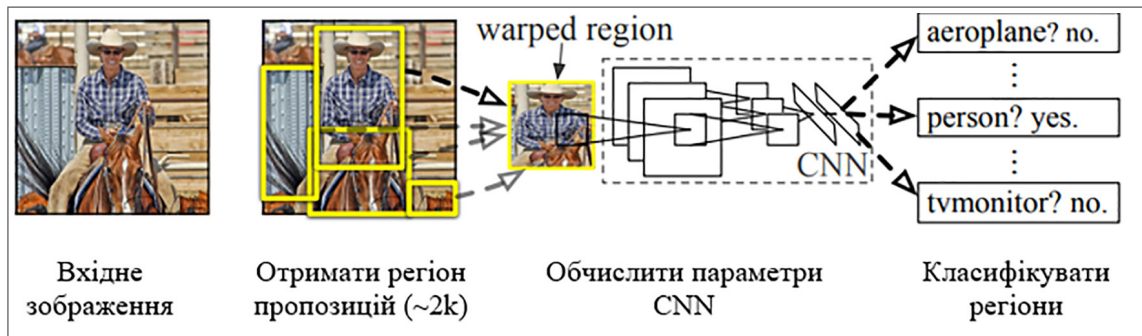 warped region
aeroplane? no.
⋮
person? yes.
⋮
tvmonitor? no.
CNN
Вхідне
зображення
Отримати регіон
пропозицій (~2k)
Обчислити параметри
CNN
Класифікувати
регіони